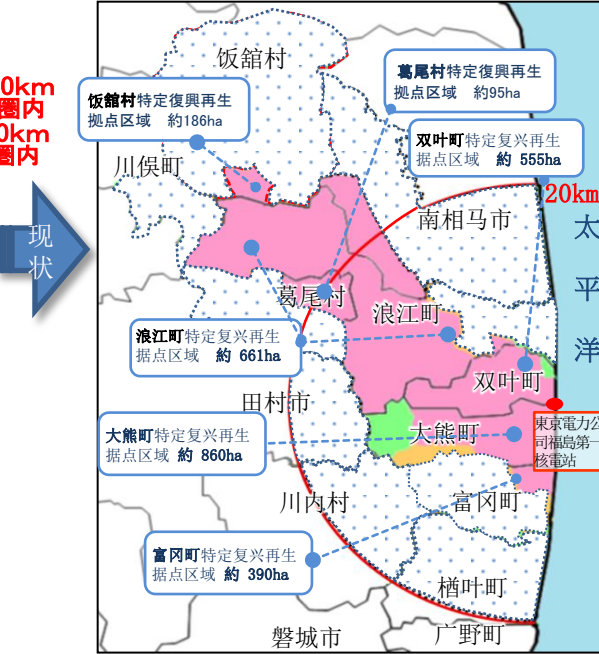 0km
圈内
0km
圏内
现
状
饭舘村
饭舘村特定復興再生
拠点区域 約186ha
葛尾村特定復興再生
拠点区域 約95ha
双叶町特定复兴再生
据点区域 約 555ha
川俣町
20km
南相马市
太
平
洋
葛尾村
浪江町
浪江町特定复兴再生
据点区域 約 661ha
双叶町
田村市
大熊町特定复兴再生
据点区域 約 860ha
大熊町
東京電力公
司福島第一
核電站
川内村
富冈町
富冈町特定复兴再生
据点区域 約 390ha
楢叶町
磐城市
广野町